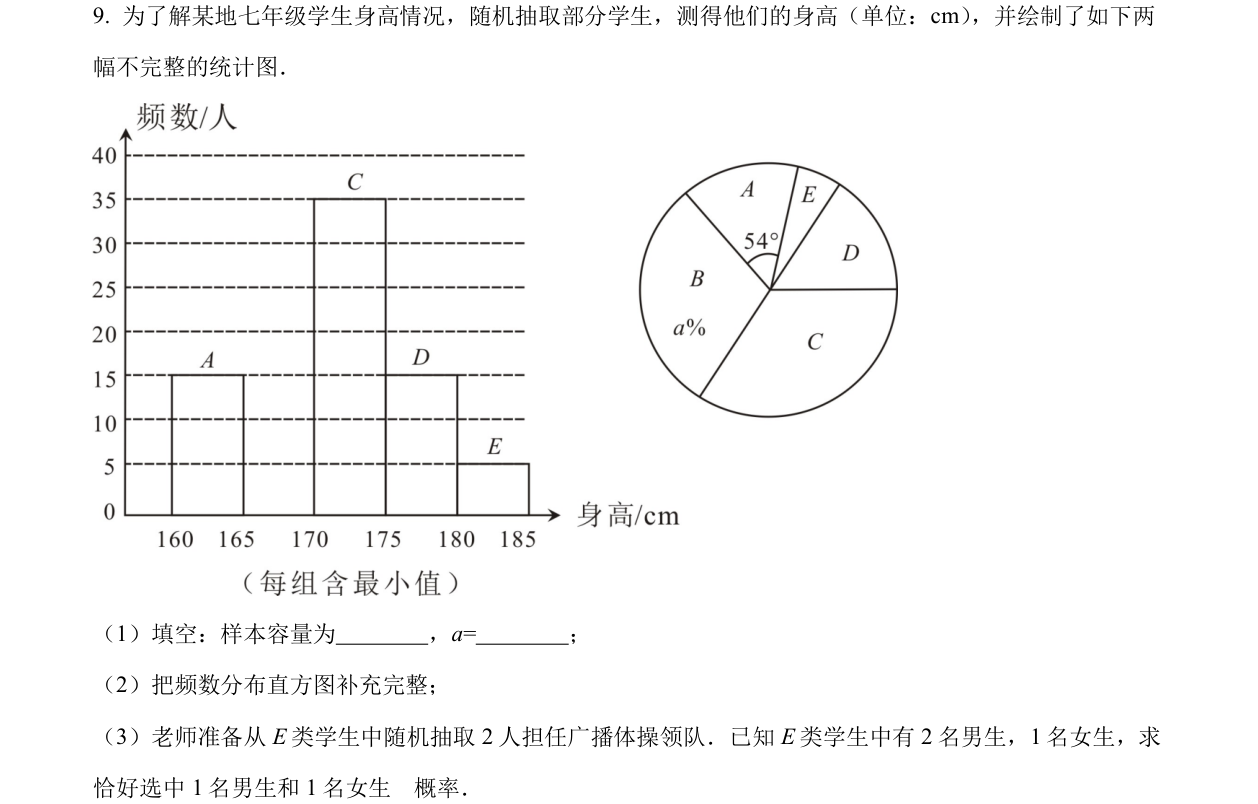 9. 为了解某地七年级学生身高情况，随机抽取部分学生，测得他们的身高（单位：cm），并绘制了如下两
幅不完整的统计图．
频数/人
40
35
30
25
20
15
10
5
0
A
C
D
E
160 165 170 175 180 185
身高/cm
（每组含最小值）
A
E
54°
D
B
a%
C
（1）填空：样本容量为________，a=________；
（2）把频数分布直方图补充完整；
（3）老师准备从 E 类学生中随机抽取 2 人担任广播体操领队．已知 E 类学生中有 2 名男生，1 名女生，求
恰好选中 1 名男生和 1 名女生 概率．